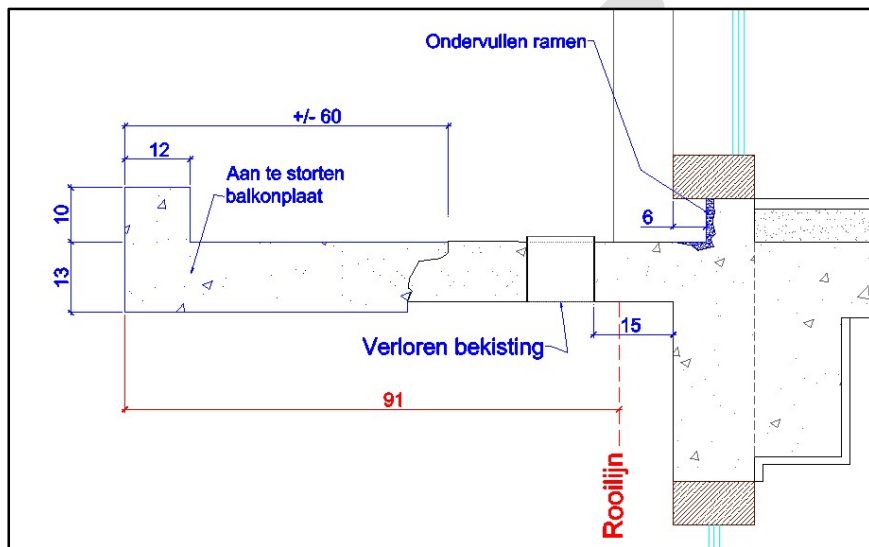 Ondervullen ramen
+/- 60
12
Aan te storten
balkonplaat
10
6
13
15
Verloren bekisting
91
Rooilijn